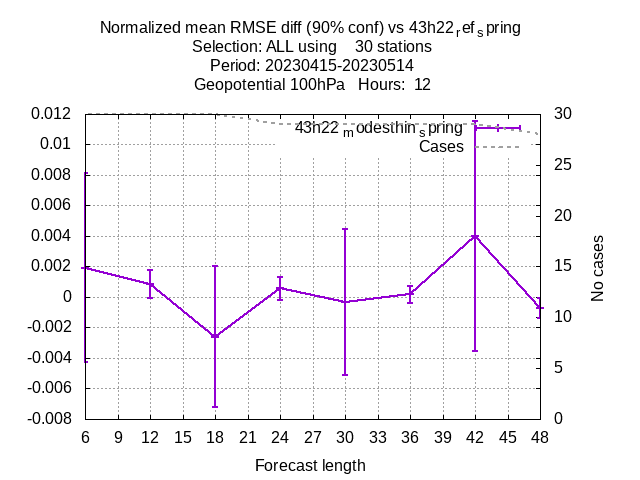 Normalized mean RMSE diff (90% conf) vs 43h22ref spring
Selection: ALL using 30 stations
Period: 20230415-20230514
Geopotential 100hPa Hours: 12
43h22modesthinspring
Cases
0.012
0.01
0.008
0.006
0.004
0.002
0
-0.002
-0.004
-0.006
-0.008
30
25
20
15
10
5
0
No cases
6 9 12 15 18 21 24 27 30 33 36 39 42 45 48
Forecast length